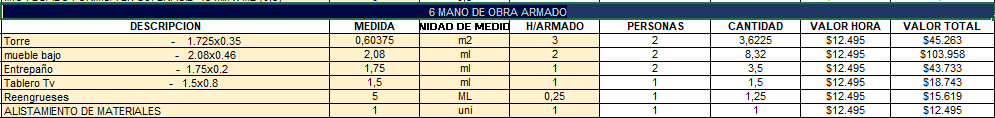 6 MANO DE OBRA ARMADO
DESCRIPCION MEDIDA NIDAD DE MEDID H/ARMADO PERSONAS CANTIDAD VALOR HORA VALOR TOTAL
Torre - 1.725x0.35 0,60375 m2 3 2 3,6225 $12.495 $45.263
mueble bajo - 2.08x0.46 2,08 ml 2 2 8,32 $12.495 $103.958
Entrepaño - 1.75x0.2 1,75 ml 1 2 3,5 $12.495 $43.733
Tablero Tv - 1.5x0.8 1,5 ml 1 1 1,5 $12.495 $18.743
Reengrueses 5 ML 0,25 1 1,25 $12.495 $15.619
ALISTAMIENTO DE MATERIALES 1 uni 1 1 1 $12.495 $12.495